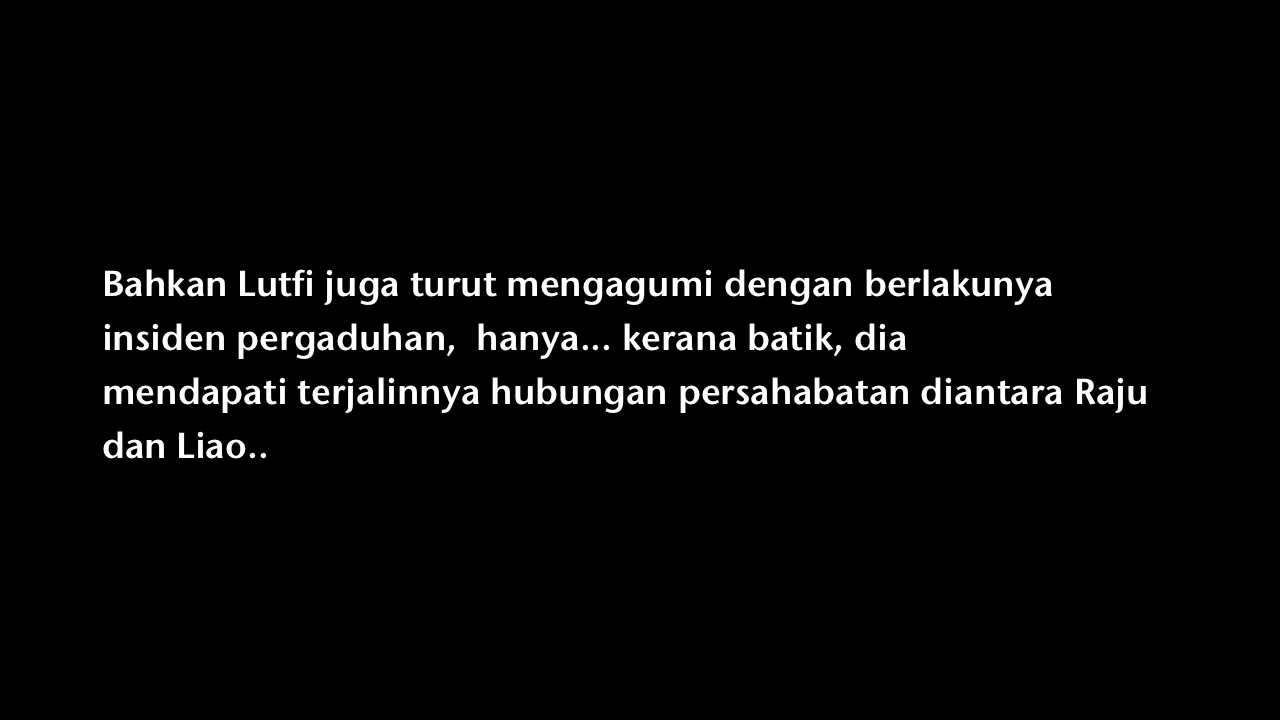 Bahkan Lutfi juga turut mengagumi dengan berlakunya
insiden pergaduhan,  hanya... kerana batik, dia
mendapati terjalinnya hubungan persahabatan diantara Raju
dan Liao..